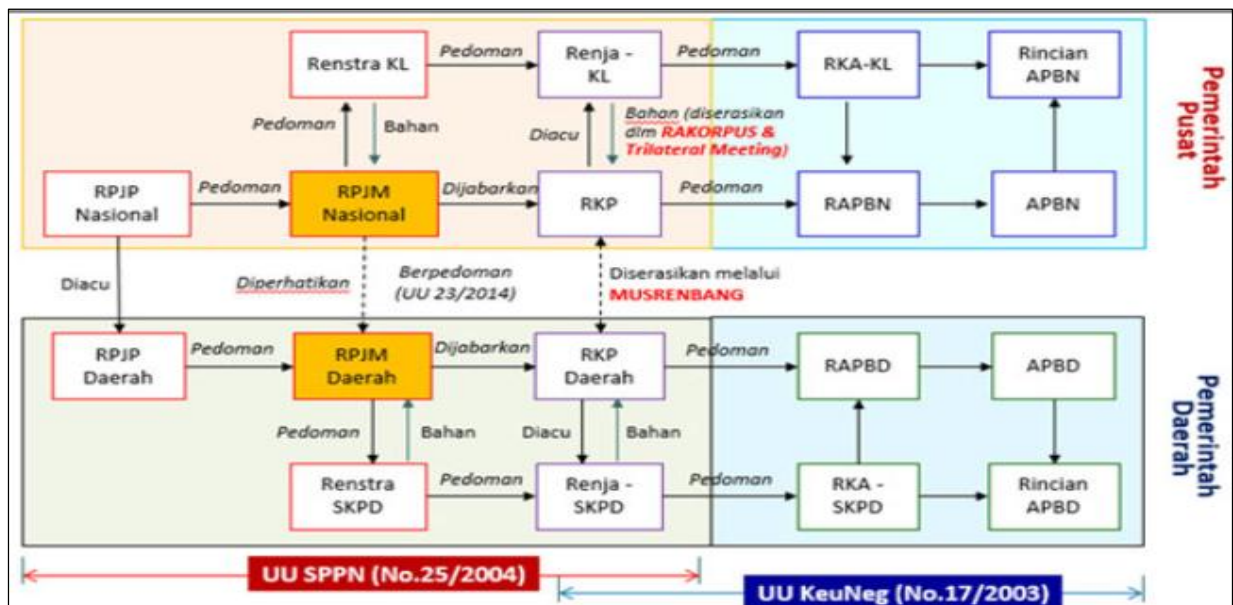 Renstra KL
Pedoman
Renja -
KL
Pedoman
RKA-KL
Rincian
APBN
Pedoman
Bahan
Diacu
Bahan (diserasikan
dlm RAKORPUS &
Trilateral Meeting)
RPJP
Nasional
Pedoman
RPJM
Nasional
Dijabarkan
RKP
Pedoman
RAPBN
APBN
Pemerintah
Pusat
Diacu
Diperhatikan
Berpedoman
(UU 23/2014)
Diserasikan melalui
MUSRENBANG
RPJP
Daerah
Pedoman
RPJM
Daerah
Dijabarkan
RKP
Daerah
Pedoman
RAPBD
APBD
Pedoman
Bahan
Diacu
Bahan
Renstra
SKPD
Pedoman
Renja -
SKPD
Pedoman
RKA -
SKPD
Rincian
APBD
Pemerintah
Daerah
UU SPPN (No.25/2004)
UU KeuNeg (No.17/2003)